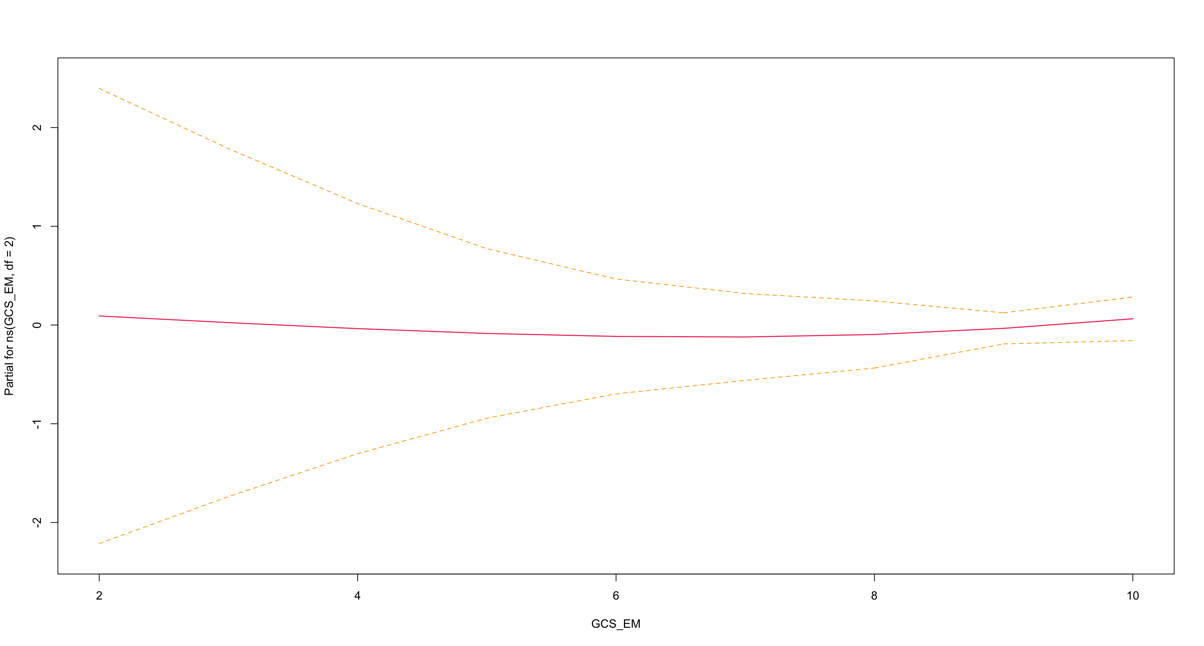 Partial for ns(GCS_EM, df = 2)
2
1
0
-1
-2
2 4 6 8 10
GCS_EM